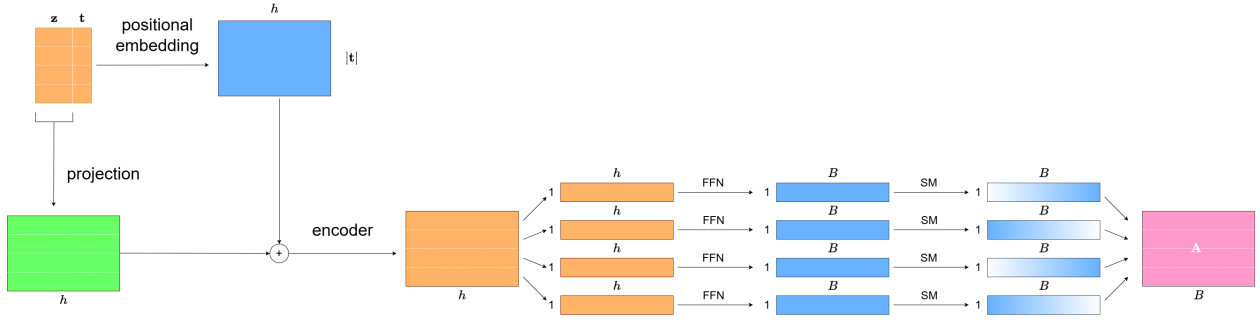 z t
positional
embedding
h
|t|
projection
h
+
encoder
h
1 h FFN 1 B SM 1 B
1 h FFN 1 B SM 1 B
1 h FFN 1 B SM 1 B
1 h FFN 1 B SM 1 B
A
B